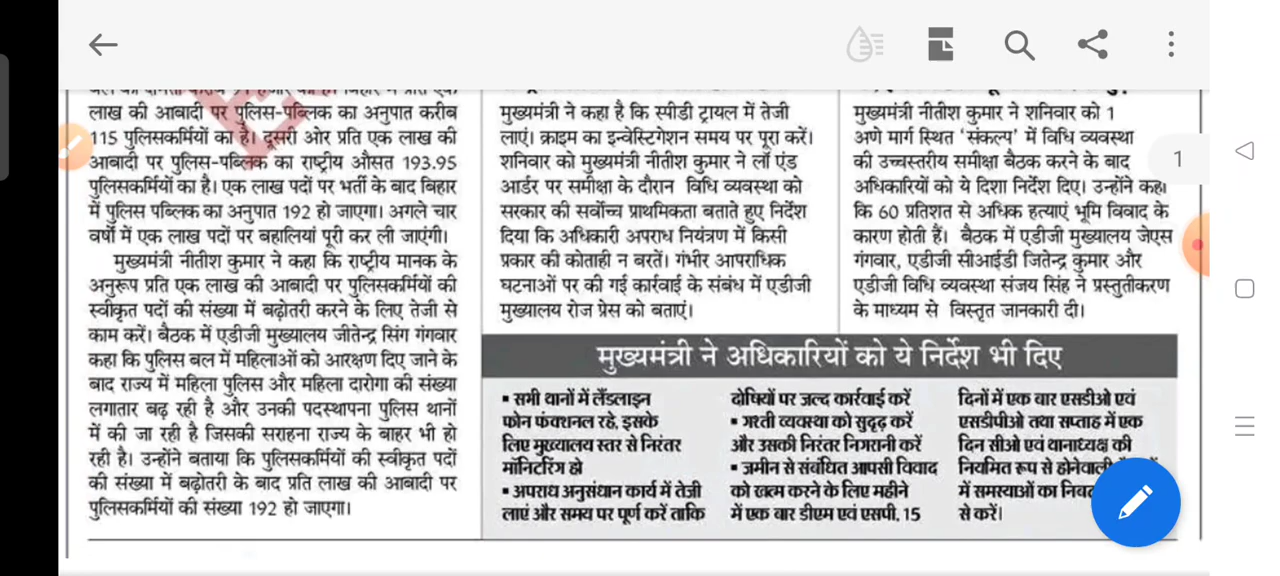 लाख की आबादी पर पुलिस-पब्लिक का अनुपात करीब
115 पुलिसकर्मियों का है। दूसरी ओर प्रति एक लाख की
आबादी पर पुलिस-पब्लिक का राष्ट्रीय औसत 193.95
पुलिसकर्मियों का है। एक लाख पदों पर भर्ती के बाद बिहार
में पुलिस पब्लिक का अनुपात 192 हो जाएगा। अगले चार
वर्षों में एक लाख पदों पर बहालियां पूरी कर ली जाएंगी।
मुख्यमंत्री नीतीश कुमार ने कहा कि राष्ट्रीय मानक के
अनुरूप प्रति एक लाख की आबादी पर पुलिसकर्मियों की
स्वीकृत पदों की संख्या में बढ़ोतरी करने के लिए तेजी से
काम करें। बैठक में एडीजी मुख्यालय जीतेन्द्र सिंग गंगवार
कहा कि पुलिस बल में महिलाओं को आरक्षण दिए जाने के
बाद राज्य में महिला पुलिस और महिला दारोगा की संख्या
लगातार बढ़ रही है और उनकी पदस्थापना पुलिस थानों
में की जा रही है जिसकी सराहना राज्य के बाहर भी हो
रही है। उन्होंने बताया कि पुलिसकर्मियों की स्वीकृत पदों
की संख्या में बढ़ोतरी के बाद प्रति लाख की आबादी पर
पुलिसकर्मियों की संख्या 192 हो जाएगा।
मुख्यमंत्री ने कहा है कि स्पीडी ट्रायल में तेजी
लाएं। क्राइम का इन्वेस्टिगेशन समय पर पूरा करें।
शनिवार को मुख्यमंत्री नीतीश कुमार ने लॉ एंड
आर्डर पर समीक्षा के दौरान विधि व्यवस्था को
सरकार की सर्वोच्च प्राथमिकता बताते हुए निर्देश
दिया कि अधिकारी अपराध नियंत्रण में किसी
प्रकार की कोताही न बरतें। गंभीर आपराधिक
घटनाओं पर की गई कार्रवाई के संबंध में एडीजी
मुख्यालय रोज प्रेस को बताएं।
मुख्यमंत्री नीतीश कुमार ने शनिवार को 1
अणे मार्ग स्थित 'संकल्प' में विधि व्यवस्था
की उच्चस्तरीय समीक्षा बैठक करने के बाद
अधिकारियों को ये दिशा निर्देश दिए। उन्होंने कहा
कि 60 प्रतिशत से अधिक हत्याएं भूमि विवाद के
कारण होती हैं। बैठक में एडीजी मुख्यालय जेएस
गंगवार, एडीजी सीआईडी जितेन्द्र कुमार और
एडीजी विधि व्यवस्था संजय सिंह ने प्रस्तुतीकरण
के माध्यम से विस्तृत जानकारी दी।
1
मुख्यमंत्री ने अधिकारियों को ये निर्देश भी दिए
▪ सभी थानों में लैंडलाइन
फोन फंक्शनल रहे, इसके
लिए मुख्यालय स्तर से निरंतर
मॉनिटरिंग हो
▪ अपराध अनुसंधान कार्य में तेज़ी
लाएं और समय पर पूर्ण करें ताकि
दोषियों पर जल्द कार्रवाई करें
▪ गश्ती व्यवस्था को सुदृढ़ करें
और उसकी निरंतर निगरानी करें
▪ जमीन से संबंधित आपसी विवाद
को खत्म करने के लिए महीने
में एक बार डीएम एवं एसपी, 15
दिनों में एक बार एसडीओ एवं
एसडीपीओ तथा सप्ताह में एक
दिन सीओ एवं थानाध्यक्ष की
नियमित रूप से होनेवाली
में समस्याओं का
से करें।